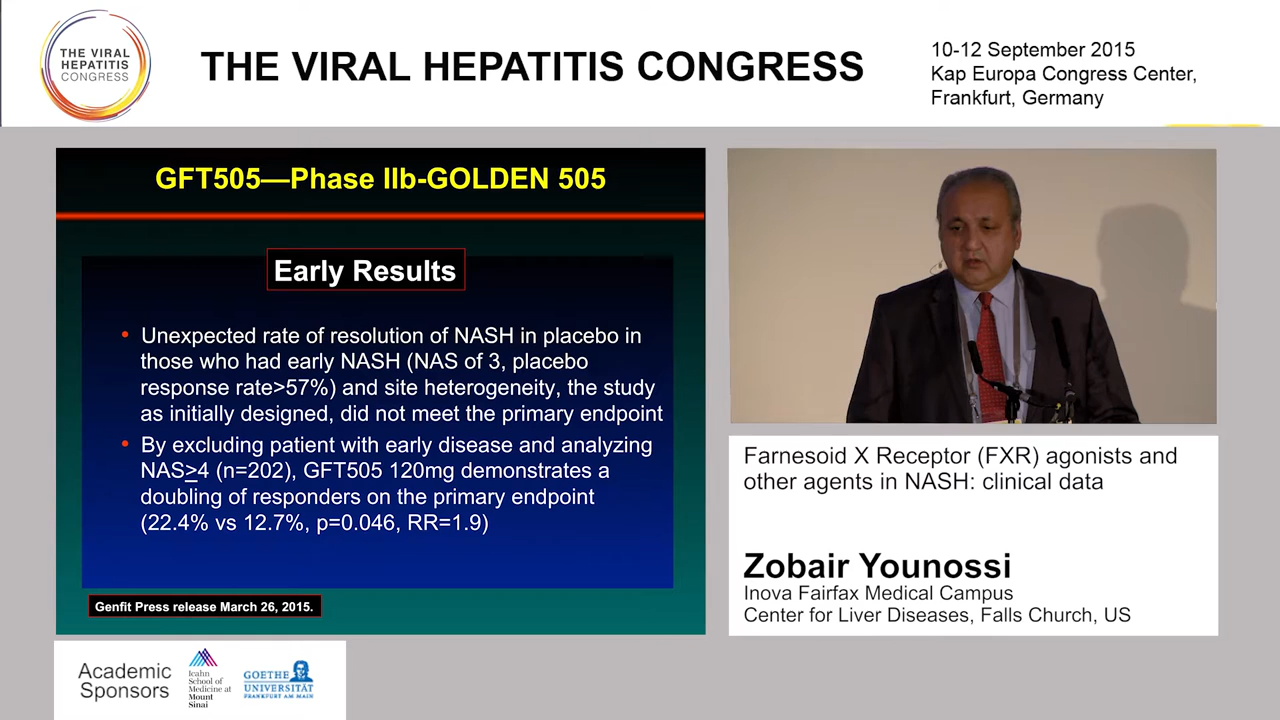 THE VIRAL
HEPATITIS
CONGRESS
THE VIRAL HEPATITIS CONGRESS
10-12 September 2015
Kap Europa Congress Center,
Frankfurt, Germany
GFT505—Phase IIb-GOLDEN 505
Early Results
• Unexpected rate of resolution of NASH in placebo in
those who had early NASH (NAS of 3, placebo
response rate>57%) and site heterogeneity, the study
as initially designed, did not meet the primary endpoint
• By excluding patient with early disease and analyzing
NAS≥4 (n=202), GFT505 120mg demonstrates a
doubling of responders on the primary endpoint
(22.4% vs 12.7%, p=0.046, RR=1.9)
Genfit Press release March 26, 2015.
Farnesoid X Receptor (FXR) agonists and
other agents in NASH: clinical data
Zobair Younossi
Inova Fairfax Medical Campus
Center for Liver Diseases, Falls Church, US
Academic
Sponsors
Icahn
School of
Medicine at
Mount
Sinai
GOETHE
UNIVERSITÄT
FRANKFURT AM MAIN